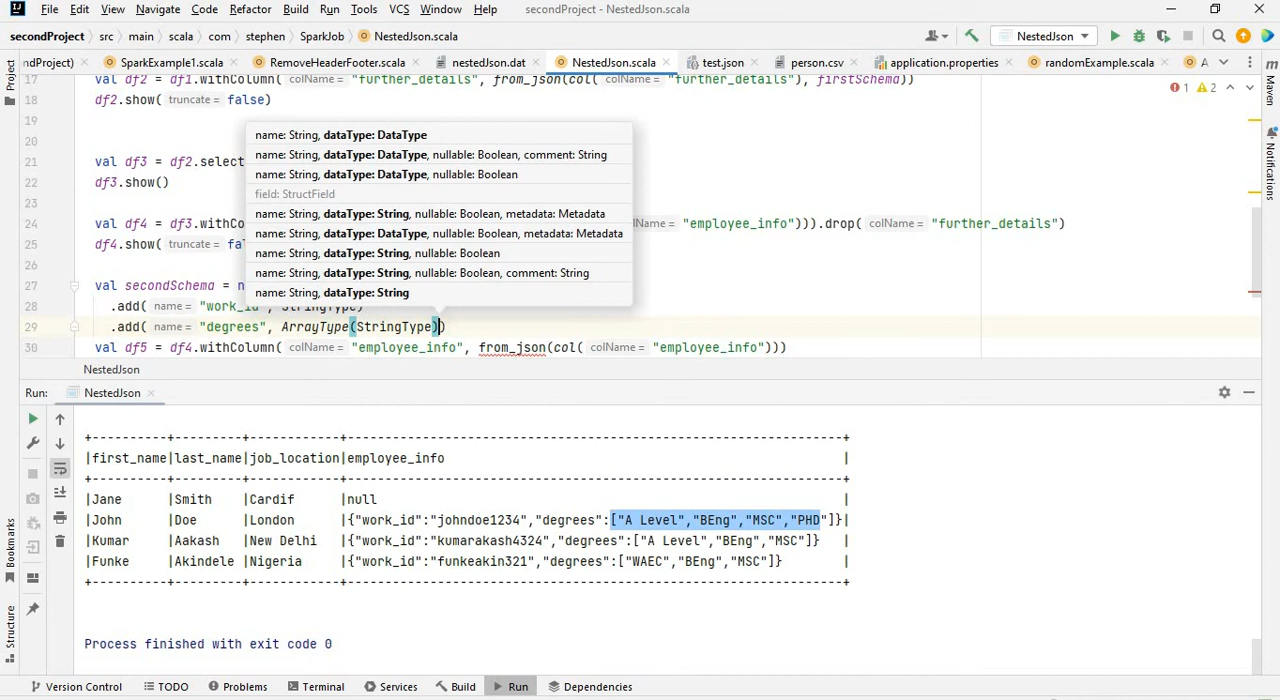 File Edit View Navigate Code Refactor Build Run Tools VCS Window Help secondProject - NestedJson.scala
secondProject src main scala com stephen SparkJob NestedJson.scala NestedJson
ndProject) SparkExample1.scala RemoveHeaderFooter.scala nestedJson.dat NestedJson.scala test.json person.csv application.properties randomExample.scala A
Project
Maven
Notifications
17 val df2 = df1.withColumn( colName = "further_details", from_json(col( colName = "further_details"), firstSchema))
1 2
18 df2.show( truncate = false)
19
20
21 val df3 = df2.select
22 df3.show()
24 val df4 = df3.withCo Name = "employee_info"))).drop( colName = "further_details")
25 df4.show( truncate = fal
26
27 val secondSchema = n
28 .add( name = "work_id", StringType)
29 .add( name = "degrees", ArrayType(StringType))
30 val df5 = df4.withColumn( colName = "employee_info", from_json(col( colName = "employee_info")))
name: String, dataType: DataType
name: String, dataType: DataType, nullable: Boolean, comment: String
name: String, dataType: DataType, nullable: Boolean
field: StructField
name: String, dataType: String, nullable: Boolean, metadata: Metadata
name: String, dataType: DataType, nullable: Boolean, metadata: Metadata
name: String, dataType: String, nullable: Boolean
name: String, dataType: String, nullable: Boolean, comment: String
name: String, dataType: String
NestedJson
Run: NestedJson
+----------+---------+------------+------------------------------------------------------------------+
|first_name|last_name|job_location|employee_info |
+----------+---------+------------+------------------------------------------------------------------+
|Jane |Smith |Cardif |null |
|John |Doe |London |{"work_id":"johndoe1234","degrees":["A Level","BEng","MSC","PHD"]}|
|Kumar |Aakash |New Delhi |{"work_id":"kumarakash4324","degrees":["A Level","BEng","MSC"]} |
|Funke |Akindele |Nigeria |{"work_id":"funkeakin321","degrees":["WAEC","BEng","MSC"]} |
+----------+---------+------------+------------------------------------------------------------------+
Process finished with exit code 0
Bookmarks
Structure
Version Control TODO Problems Terminal Services Build Run Dependencies